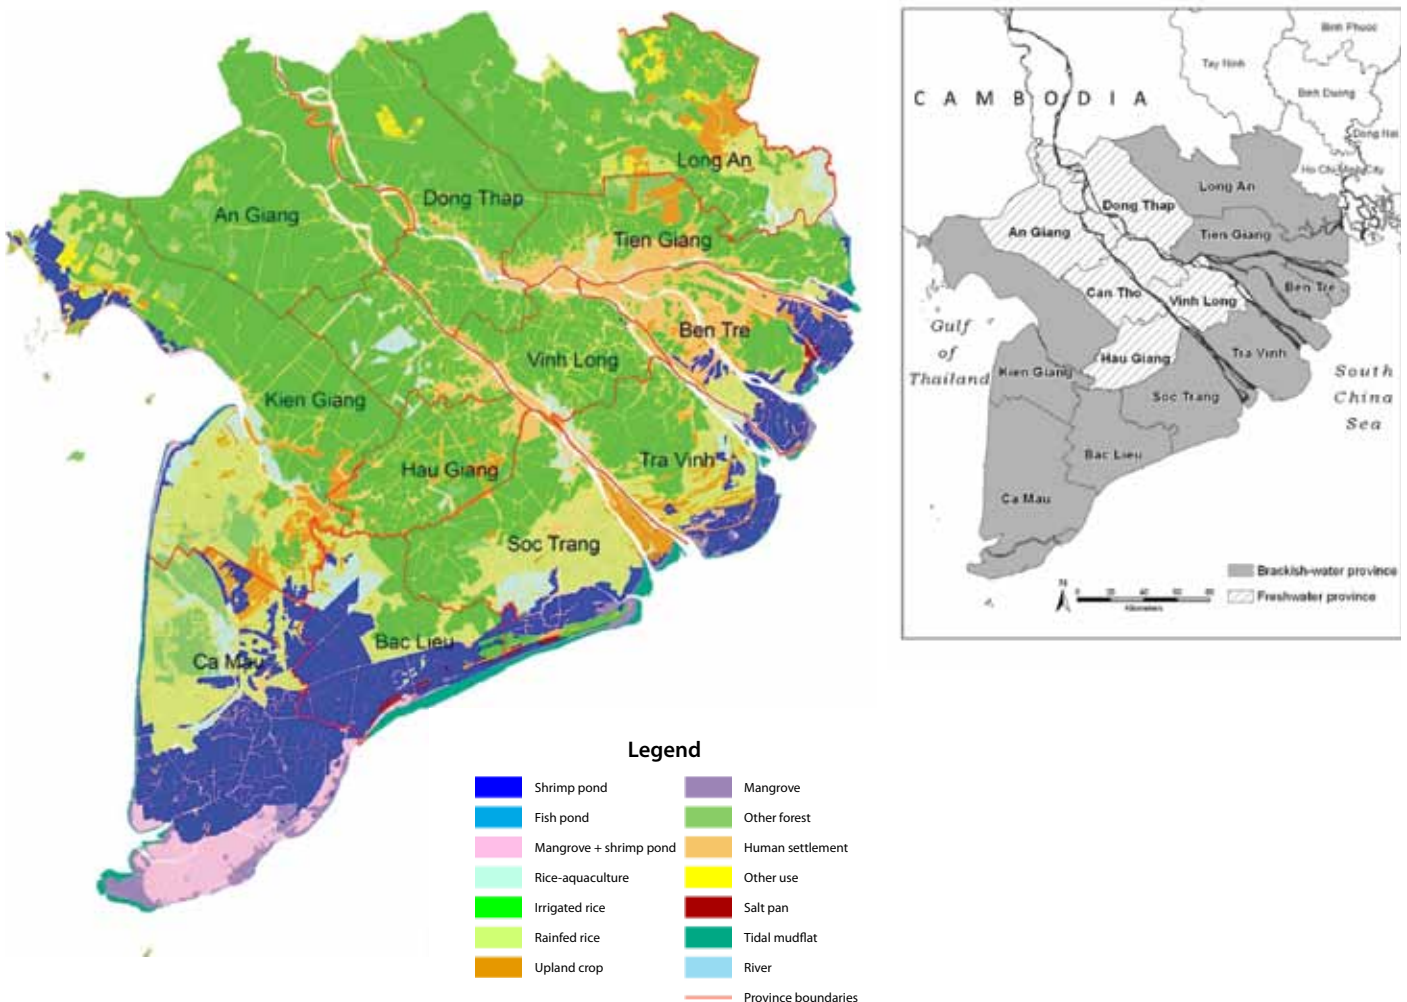 Long An
Dong Thap
An Giang
Tien Giang
Ben Tre
Vinh Long
Kien Giang
Hau Giang
Tra Vinh
Soc Trang
Bac Lieu
Ca Mau
Legend
Shrimp pond
Fish pond
Mangrove + shrimp pond
Rice-aquaculture
Irrigated rice
Rainfed rice
Upland crop
Mangrove
Other forest
Human settlement
Other use
Salt pan
Tidal mudflat
River
Province boundaries
Binh Phuoc
Tay Ninh
Binh Duong
CAMBODIA
Dong Nai
Ho Chi Minh City
Long An
Dong Thap
An Giang
Tien Giang
Can Tho
Ben Tre
Vinh Long
Gulf
of
Thailand
Hau Giang
Tra Vinh
Kien Giang
Soc Trang
South
China
Sea
Bac Lieu
Ca Mau
Brackish-water province
Freshwater province
N
Kilometers